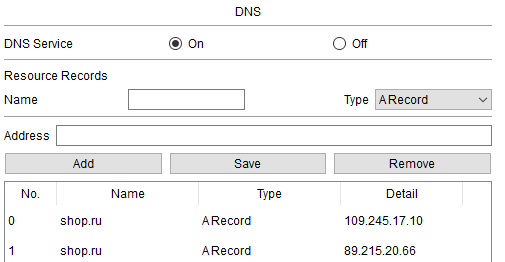 DNS
DNS Service On Off
Resource Records
Name Type A Record
Address
Add Save Remove
No. Name Type Detail
0 shop.ru A Record 109.245.17.10
1 shop.ru A Record 89.215.20.66